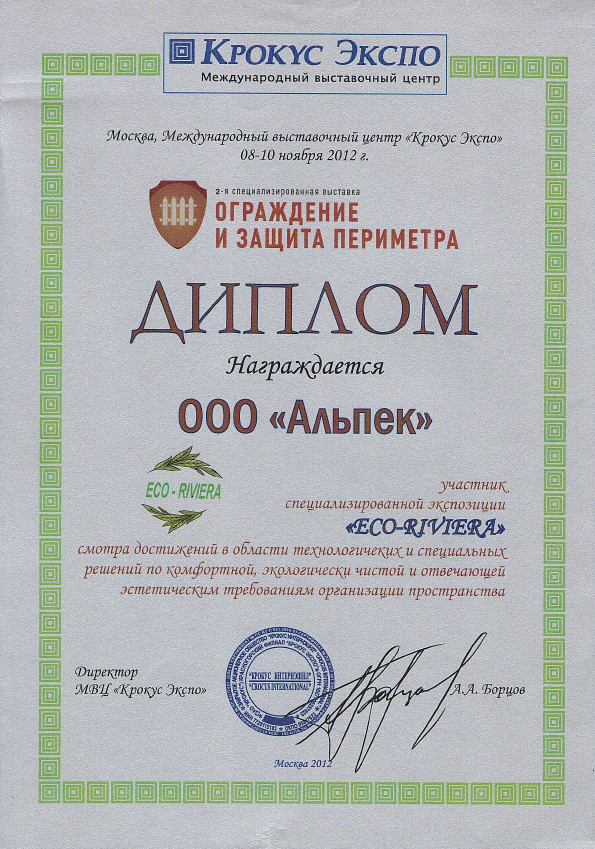 КРОКУС ЭКСПО
Международный выставочный центр
Москва, Международный выставочный центр «Крокус Экспо»
08-10 ноября 2012 г.
2-я специализированная выставка
ОГРАЖДЕНИЕ
И ЗАЩИТА ПЕРИМЕТРА
ДИПЛОМ
Награждается
ООО «Альпек»
ECO - RIVIERA
участник
специализированной экспозиции
«ECO-RIVIERA»
смотра достижений в области технологичеких и специальных
решений по комфортной, экологически чистой и отвечающей
эстетическим требованиям организации пространства
Директор
МВЦ «Крокус Экспо»
"КРОКУС ИНТЕРНЭШНЛ"
"CROCUS INTERNATIONAL"
А.А. Борцов
Москва 2012